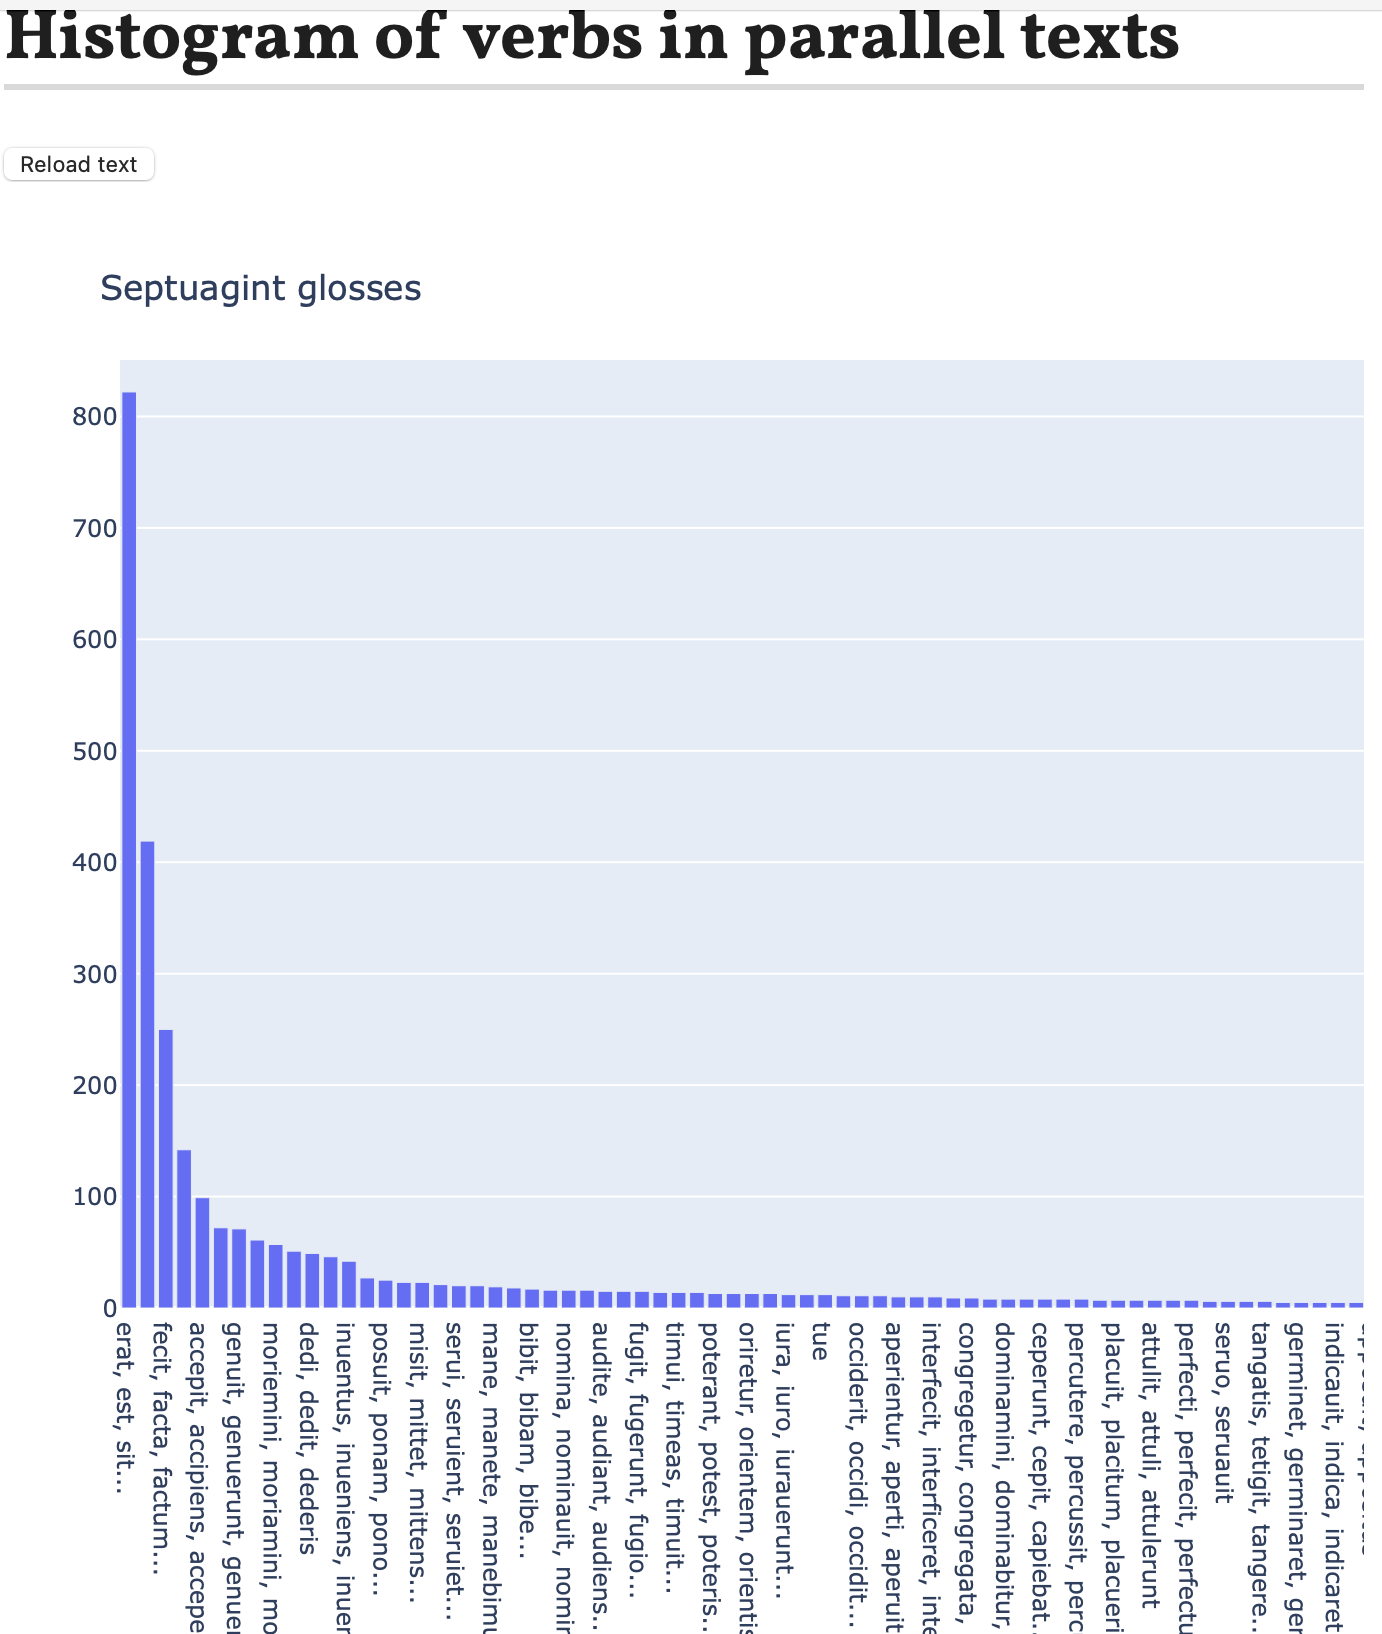 Histogram of verbs in parallel texts
Reload text
Septuagint glosses
800
700
600
500
400
300
200
100
0
erat, est, sit...
fecit, facta, factum...
accepit, accipiens, accepe
genuit, genuerunt, genuer
moriemini, moriamini, mo
dedi, dedit, dederis
inuentus, inueniens, inuer
posuit, ponam, pono...
misit, mittet, mittens...
serui, seruient, seruiet...
mane, manete, manebimu
bibit, bibam, bibe...
nomina, nominauit, nomin
audite, audiant, audiens..
fugit, fugerunt, fugio...
timui, timeas, timuit...
poterant, potest, poteris..
oriretur, orientem, orientis
iura, iuro, iurauerunt...
tue
occiderit, occidi, occidit...
aperientur, aperti, aperuit
interfecit, interficeret, inte
congregetur, congregata,
dominamini, dominabitur,
ceperunt, cepit, capiebat.
percutere, percussit, perc
placuit, placitum, placueri
attulit, attuli, attulerunt
perfecti, perfecit, perfectu
seruo, seruauit
tangatis, tetigit, tangere..
germinet, germinaret, ger
indicauit, indica, indicaret